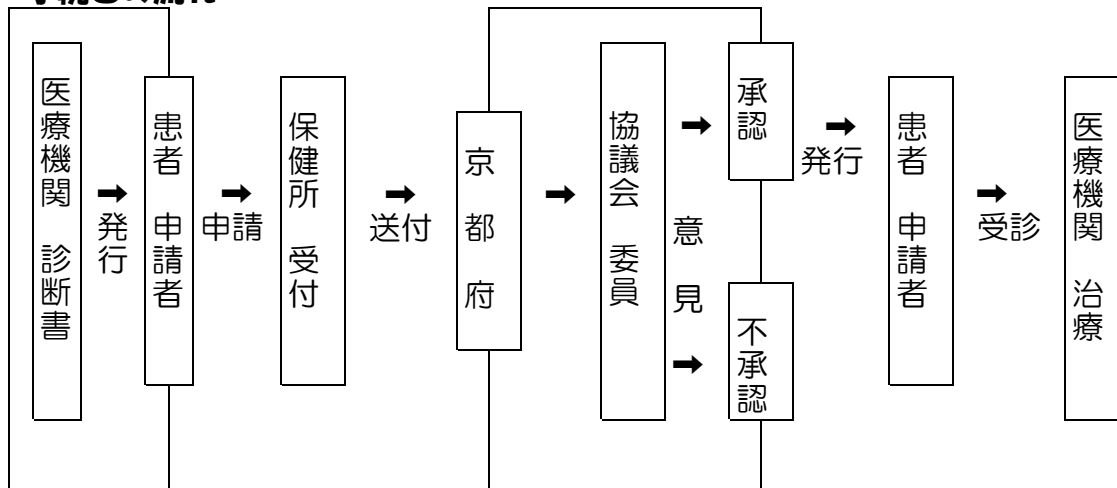 医療機関 診断書
➡
発行
患者 申請者
➡
申請
保健所 受付
➡
送付
京都府
➡
協議会 委員
意見
➡
承認
➡
不承認
➡
発行
患者 申請者
➡
受診
医療機関 治療